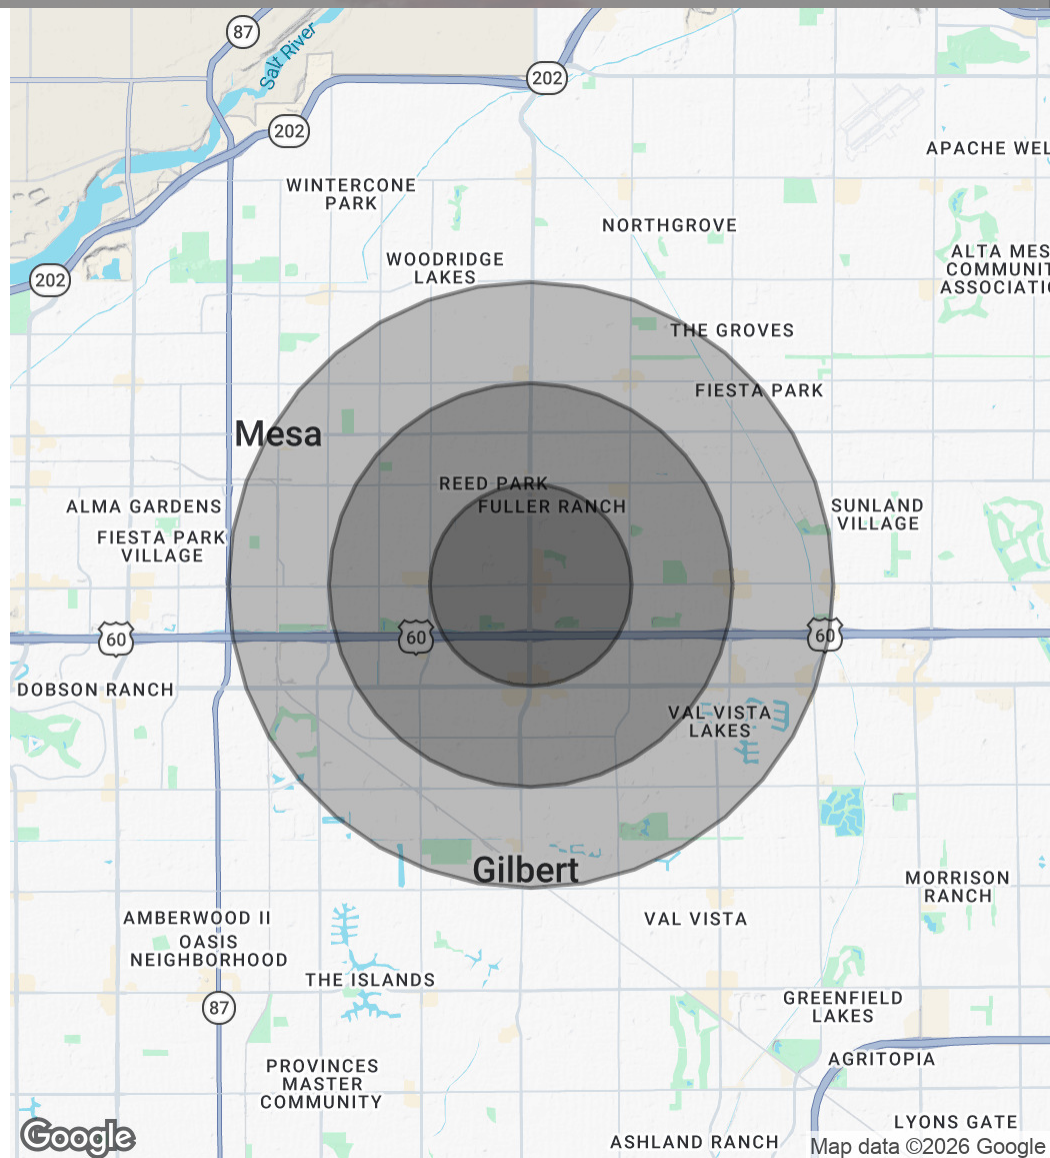 87
Salt River
202
202
APACHE WEL
WINTERCONE
PARK
NORTHGROVE
WOODRIDGE
LAKES
ALTA MES
COMMUNIT
ASSOCIATIO
202
THE GROVES
FIESTA PARK
Mesa
REED PARK
FULLER RANCH
ALMA GARDENS
SUNLAND
VILLAGE
FIESTA PARK
VILLAGE
60
60
60
DOBSON RANCH
VAL VISTA
LAKES
Gilbert
MORRISON
RANCH
AMBERWOOD II
VAL VISTA
OASIS
NEIGHBORHOOD
THE ISLANDS
87
GREENFIELD
LAKES
AGRITOPIA
PROVINCES
MASTER
COMMUNITY
LYONS GATE
Google
ASHLAND RANCH
Map data ©2026 Google